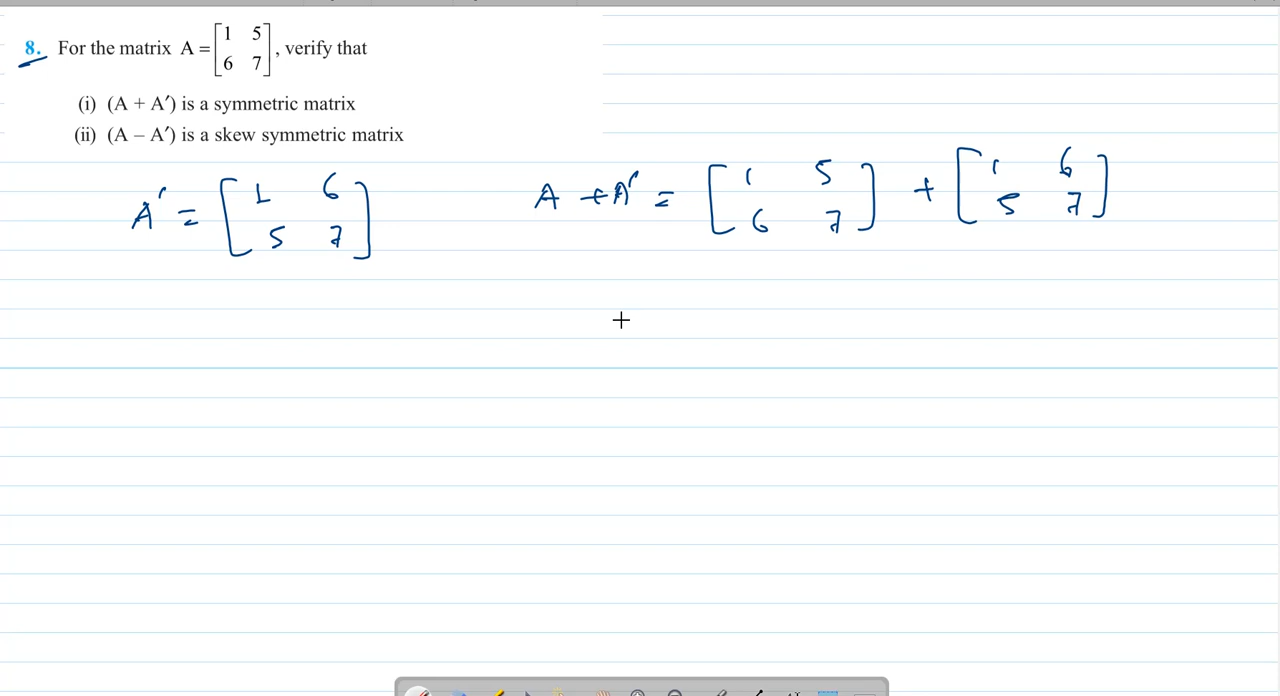 8. For the matrix A = [1 5
6 7], verify that
(i) (A + A′) is a symmetric matrix
(ii) (A – A′) is a skew symmetric matrix
A′ = [1 6
5 7]
A + A′ = [1 5
6 7] + [1 6
5 7]